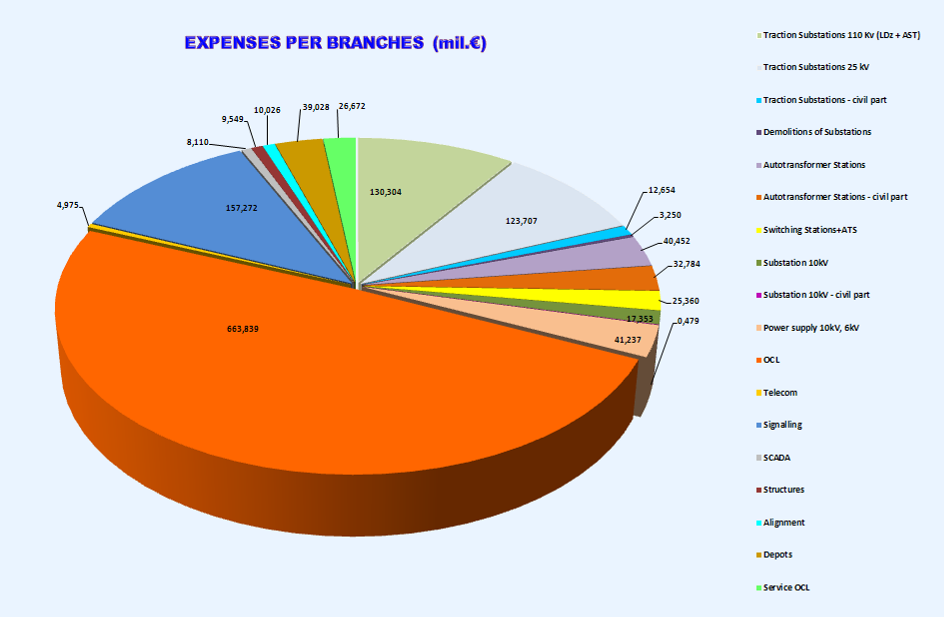 EXPENSES PER BRANCHES (mil.€)
Traction Substations 110 Kv (LDz + AST)
Traction Substations 25 kV
Traction Substations - civil part
Demolitions of Substations
Autotransformer Stations
Autotransformer Stations - civil part
Switching Stations+ATS
Substation 10kV
Substation 10kV - civil part
Power supply 10kV, 6kV
OCL
Telecom
Signalling
SCADA
Structures
Alignment
Depots
Service OCL
130,304
123,707
12,654
3,250
40,452
32,784
25,360
17,353
0,479
41,237
663,839
4,975
157,272
8,110
9,549
10,026
39,028
26,672